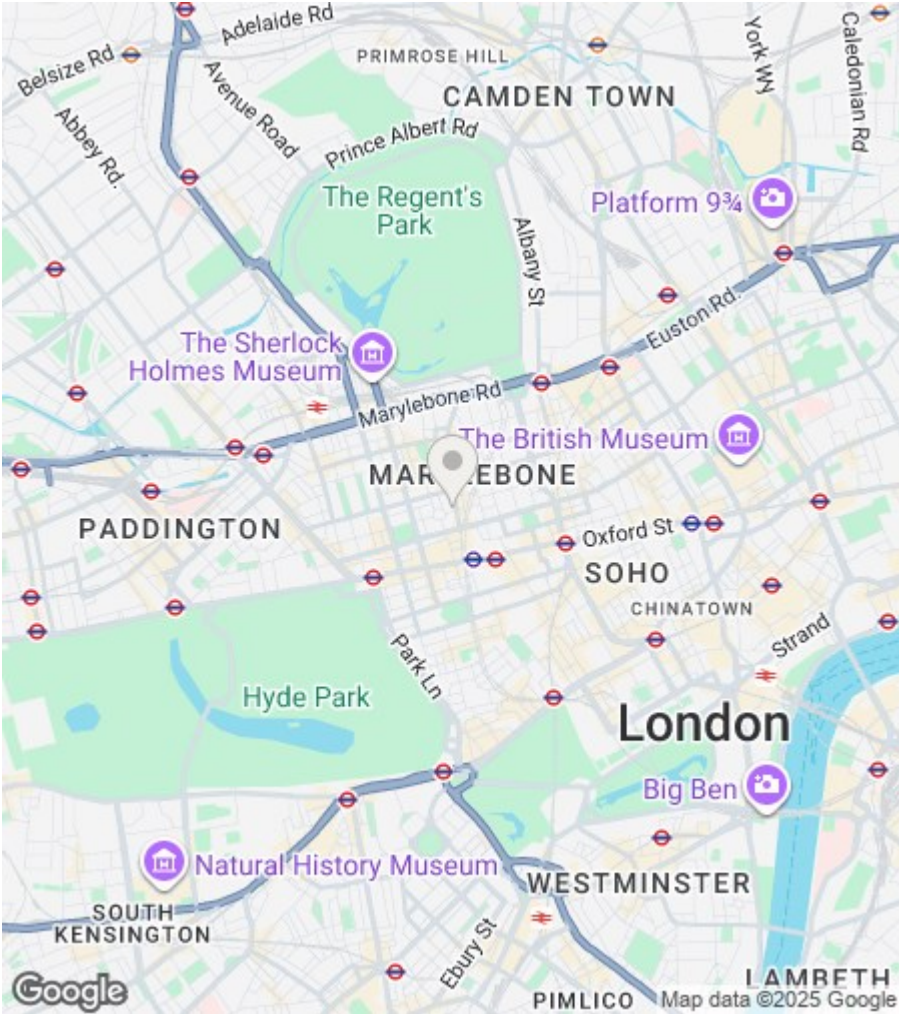 Adelaide Rd
Belsize Rd
PRIMROSE HILL
York WY
Caledonian Rd
Avenue Road
CAMDEN TOWN
Abbey Rd.
Prince Albert Rd
The Regent's
Park
Platform 9¾
Albany St
Euston Rd.
The Sherlock
Holmes Museum
Marylebone Rd
The British Museum
MARYLEBONE
PADDINGTON
Oxford St
SOHO
CHINATOWN
Strand
Park Ln
Hyde Park
London
Big Ben
Natural History Museum
WESTMINSTER
SOUTH
KENSINGTON
Ebury St
LAMBETH
PIMLICO
Google
Map data ©2025 Google